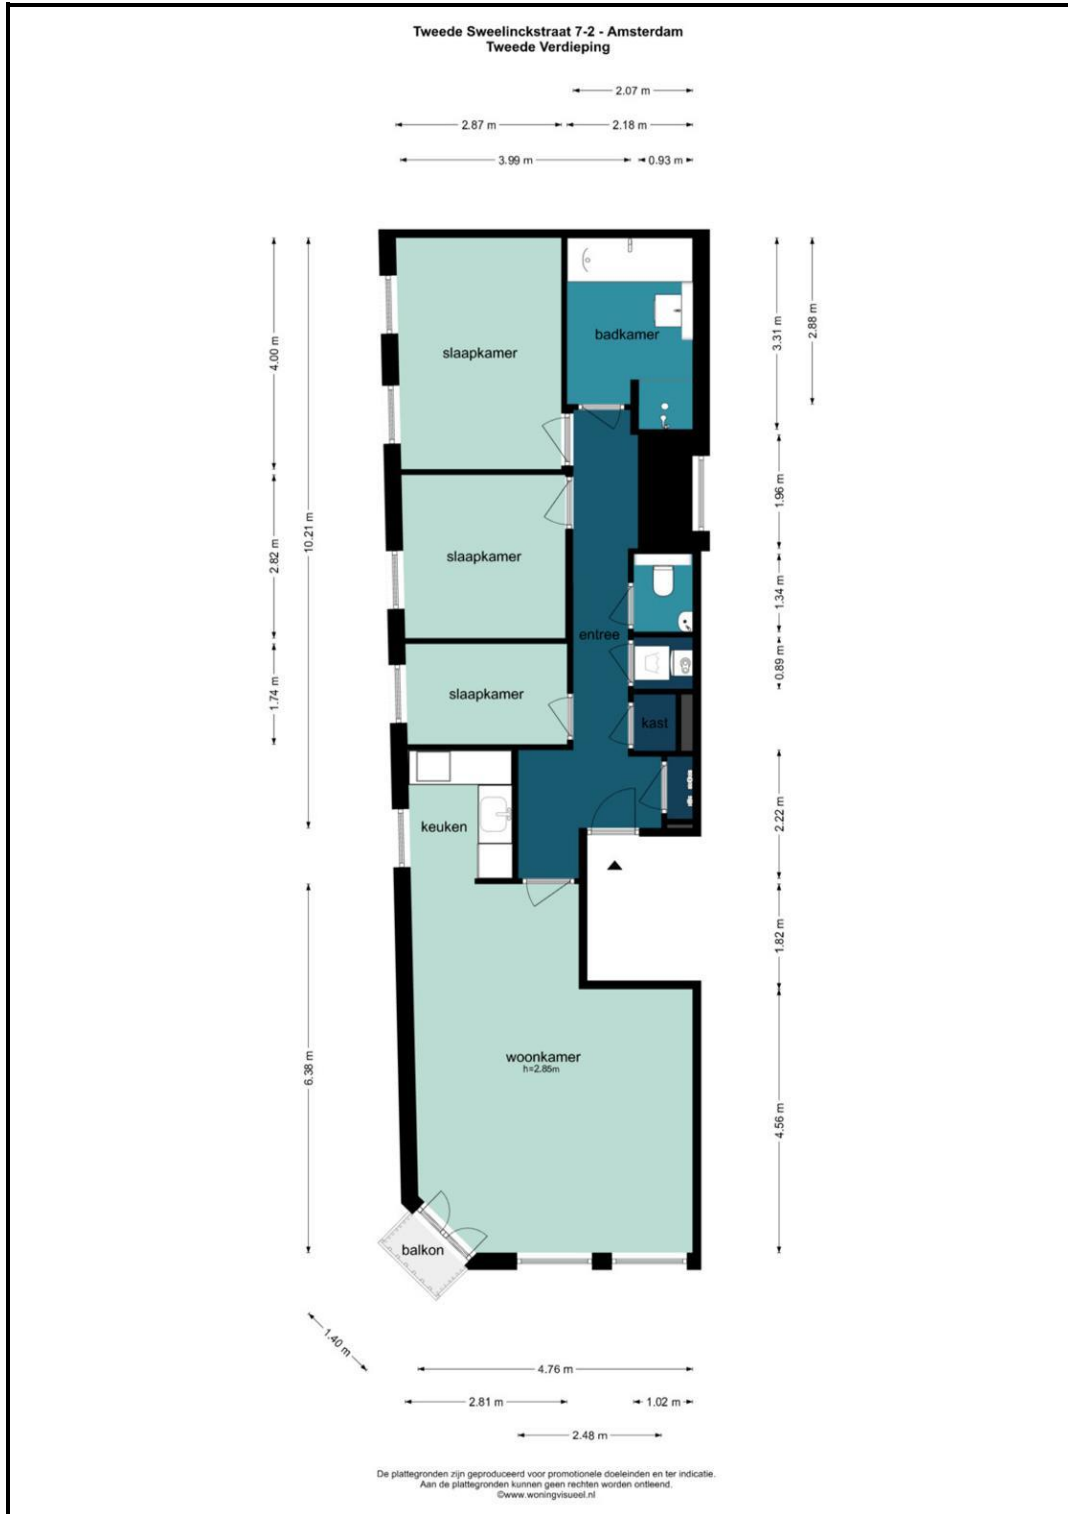 Tweede Sweelinckstraat 7-2 - Amsterdam
Tweede Verdieping
2.07 m
2.87 m
2.18 m
3.99 m
0.93 m
4.00 m
10.21 m
2.82 m
1.74 m
6.38 m
3.31 m
2.88 m
1.96 m
1.34 m
0.89 m
2.22 m
1.82 m
4.56 m
slaapkamer
badkamer
slaapkamer
entree
slaapkamer
kast
keuken
woonkamer
h=2.85m
balkon
1.40 m
4.76 m
2.81 m
1.02 m
2.48 m
De plattegronden zijn geproduceerd voor promotionele doeleinden en ter indicatie.
Aan de plattegronden kunnen geen rechten worden ontleend.
©www.woningvisueel.nl